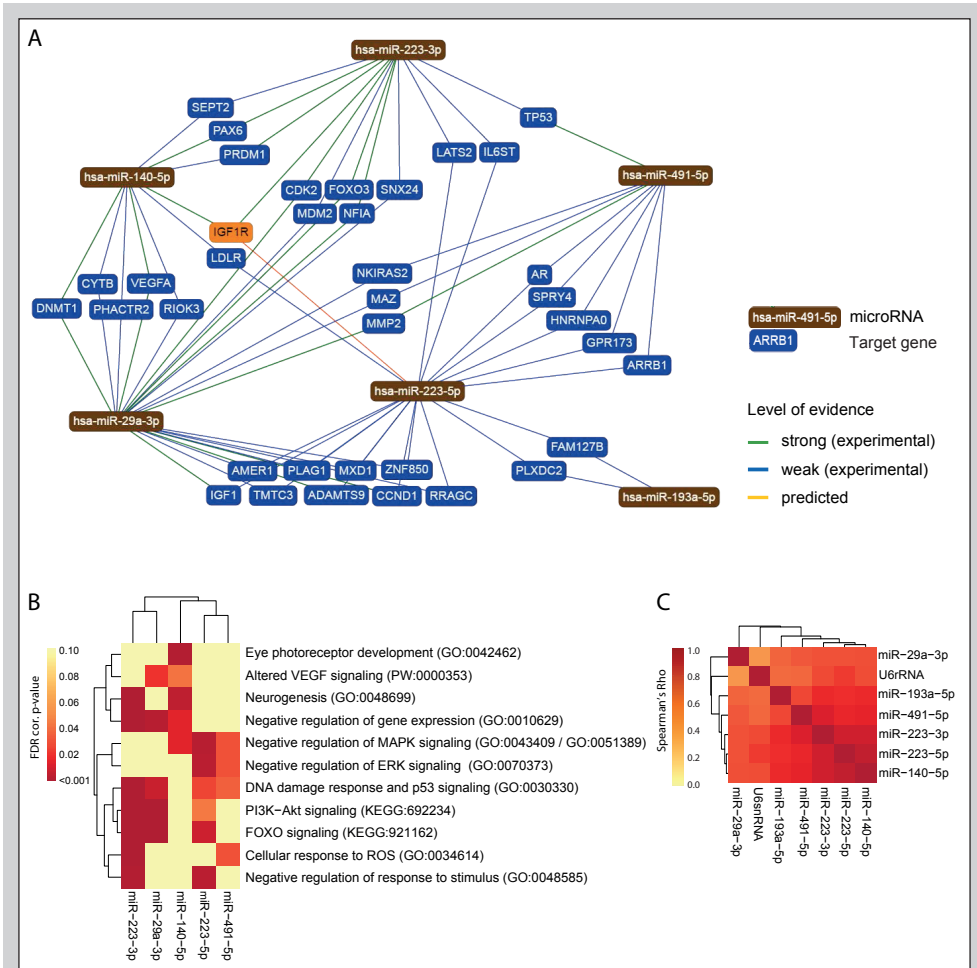 A
hsa-miR-223-3p
SEPT2
TP53
PAX6
PRDM1
LATS2 IL6ST
hsa-miR-140-5p
hsa-miR-491-5p
CDK2 FOXO3 SNX24
MDM2 NFIA
IGF1R
LDLR
NKIRAS2 AR
CYTB VEGFA
MAZ SPRY4
DNMT1 PHACTR2 RIOK3
MMP2 HNRNPA0
GPR173
ARRB1
hsa-miR-491-5p microRNA
ARRB1 Target gene
hsa-miR-223-5p
hsa-miR-29a-3p
Level of evidence
strong (experimental)
weak (experimental)
predicted
FAM127B
AMER1 PLAG1 MXD1 ZNF850 PLXDC2
IGF1 TMTC3 ADAMTS9 CCND1 RRAGC
hsa-miR-193a-5p
B
FDR cor. p-value
0.10
0.08
0.06
0.04
0.02
<0.001
Eye photoreceptor development (GO:0042462)
Altered VEGF signaling (PW:0000353)
Neurogenesis (GO:0048699)
Negative regulation of gene expression (GO:0010629)
Negative regulation of MAPK signaling (GO:0043409 / GO:0051389)
Negative regulation of ERK signaling (GO:0070373)
DNA damage response and p53 signaling (GO:0030330)
PI3K−Akt signaling (KEGG:692234)
FOXO signaling (KEGG:921162)
Cellular response to ROS (GO:0034614)
Negative regulation of response to stimulus (GO:0048585)
miR−223−3p
miR−29a−3p
miR−140−5p
miR−223−5p
miR−491−5p
C
Spearman's Rho
1.0
0.8
0.6
0.4
0.2
0.0
miR−29a−3p
U6rRNA
miR−193a−5p
miR−491−5p
miR−223−3p
miR−223−5p
miR−140−5p
miR−29a−3p
U6snRNA
miR−193a−5p
miR−491−5p
miR−223−3p
miR−223−5p
miR−140−5p